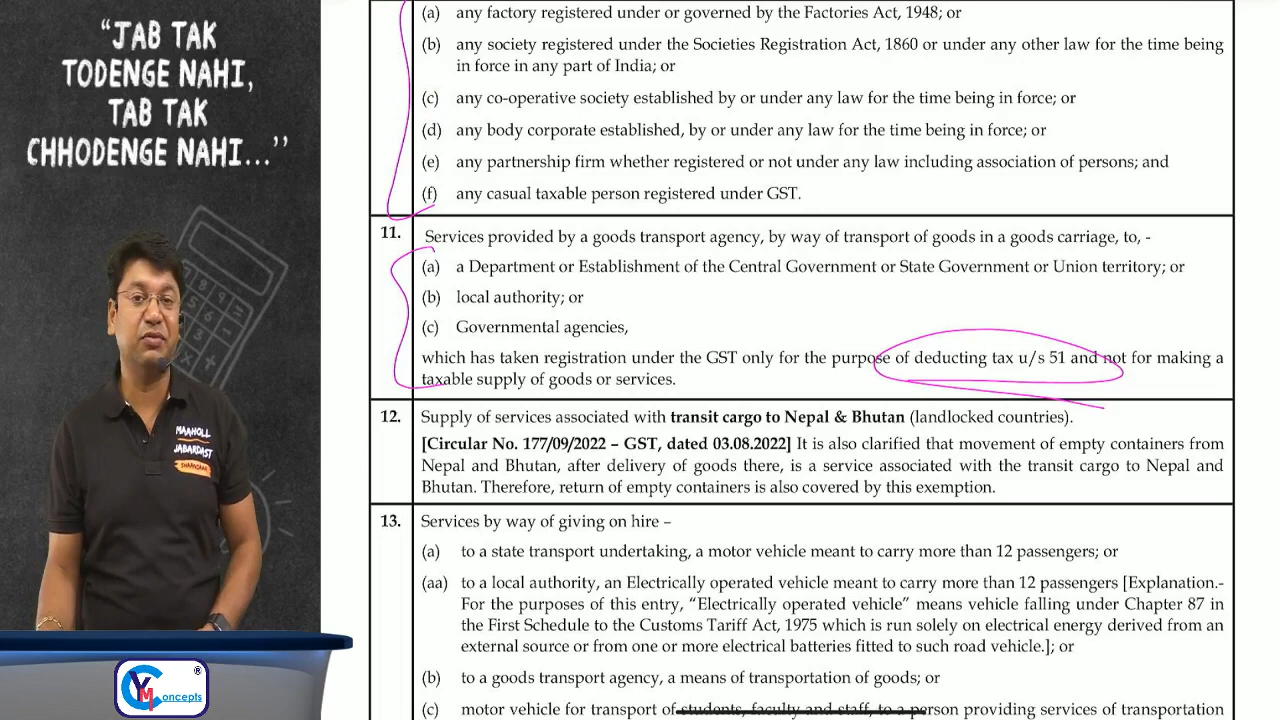 “JAB TAK
TODENGE NAHI,
TAB TAK
CHHODENGE NAHI...’’
MAAHOLL
JABARDAST
SHAANDAAR
CYM Concepts ®
(a) any factory registered under or governed by the Factories Act, 1948; or
(b) any society registered under the Societies Registration Act, 1860 or under any other law for the time being
in force in any part of India; or
(c) any co-operative society established by or under any law for the time being in force; or
(d) any body corporate established, by or under any law for the time being in force; or
(e) any partnership firm whether registered or not under any law including association of persons; and
(f) any casual taxable person registered under GST.
11. Services provided by a goods transport agency, by way of transport of goods in a goods carriage, to, -
(a) a Department or Establishment of the Central Government or State Government or Union territory; or
(b) local authority; or
(c) Governmental agencies,
which has taken registration under the GST only for the purpose of deducting tax u/s 51 and not for making a
taxable supply of goods or services.
12. Supply of services associated with transit cargo to Nepal & Bhutan (landlocked countries).
[Circular No. 177/09/2022 – GST, dated 03.08.2022] It is also clarified that movement of empty containers from
Nepal and Bhutan, after delivery of goods there, is a service associated with the transit cargo to Nepal and
Bhutan. Therefore, return of empty containers is also covered by this exemption.
13. Services by way of giving on hire –
(a) to a state transport undertaking, a motor vehicle meant to carry more than 12 passengers; or
(aa) to a local authority, an Electrically operated vehicle meant to carry more than 12 passengers [Explanation.-
For the purposes of this entry, “Electrically operated vehicle” means vehicle falling under Chapter 87 in
the First Schedule to the Customs Tariff Act, 1975 which is run solely on electrical energy derived from an
external source or from one or more electrical batteries fitted to such road vehicle.]; or
(b) to a goods transport agency, a means of transportation of goods; or
(c) motor vehicle for transport of students, faculty and staff, to a person providing services of transportation